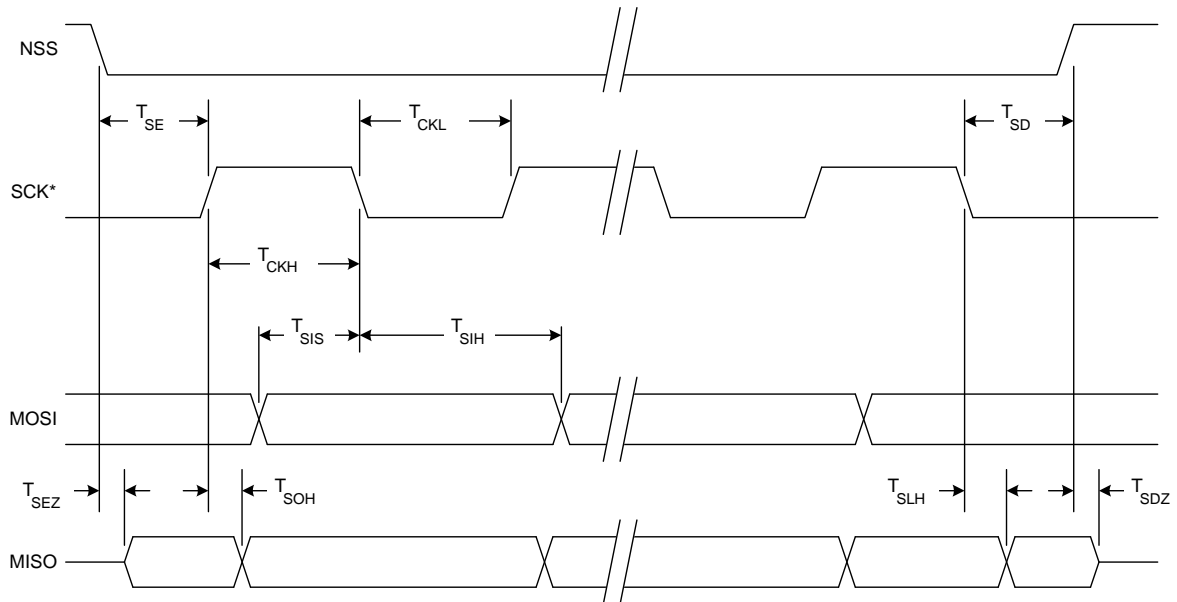 NSS
T_SE
T_CKL
T_SD
SCK*
T_CKH
T_SIS
T_SIH
MOSI
T_SEZ
T_SOH
T_SLH
T_SDZ
MISO